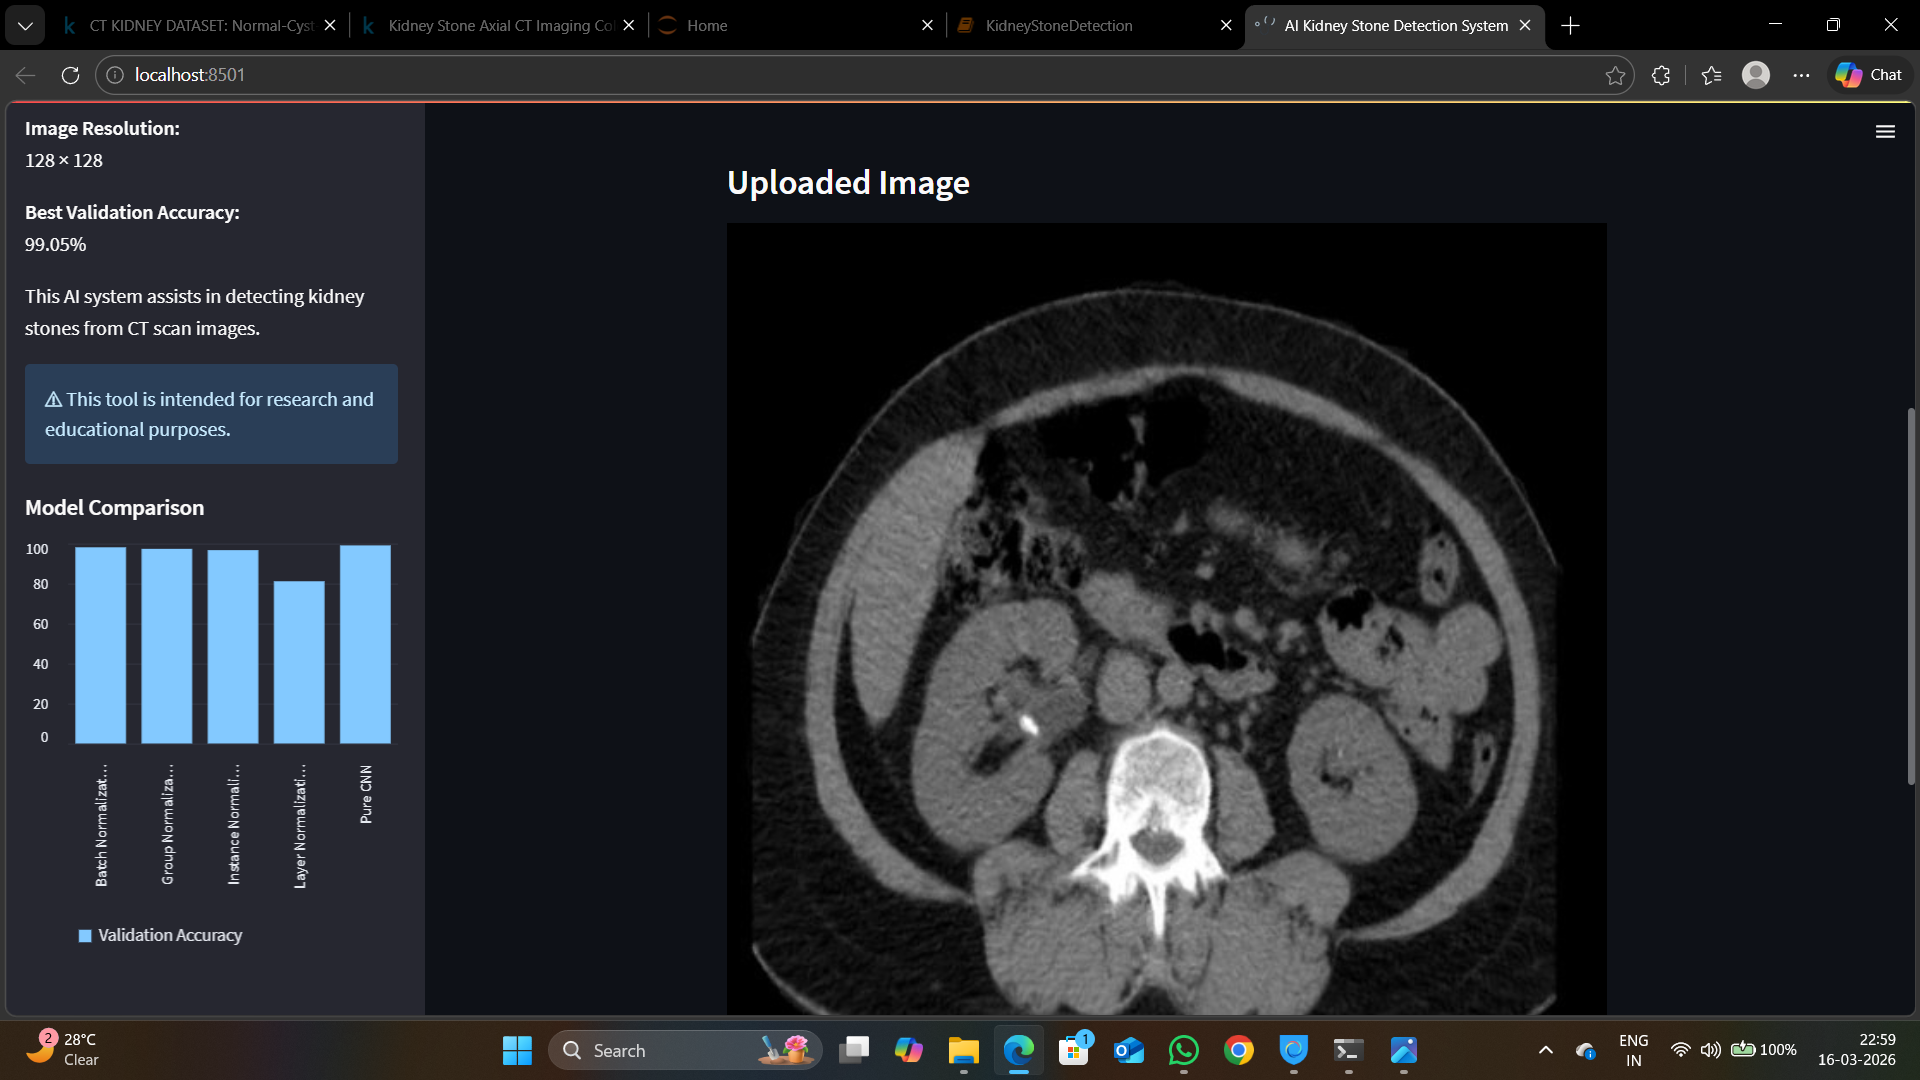 CT KIDNEY DATASET: Normal-Cyst
Kidney Stone Axial CT Imaging Co
Home
KidneyStoneDetection
AI Kidney Stone Detection System
localhost:8501
Chat
Image Resolution:
128 × 128
Best Validation Accuracy:
99.05%
This AI system assists in detecting kidney
stones from CT scan images.
⚠ This tool is intended for research and
educational purposes.
Model Comparison
100
80
60
40
20
0
Batch Normalizat...
Group Normaliza...
Instance Normali...
Layer Normalizati...
Pure CNN
Validation Accuracy
Uploaded Image
2
28°C
Clear
Search
1
ENG
IN
100%
22:59
16-03-2026